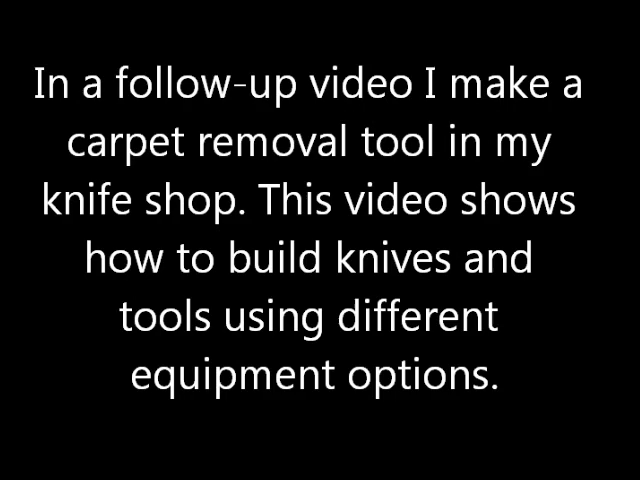 In a follow-up video I make a
carpet removal tool in my
knife shop. This video shows
how to build knives and
tools using different
equipment options.